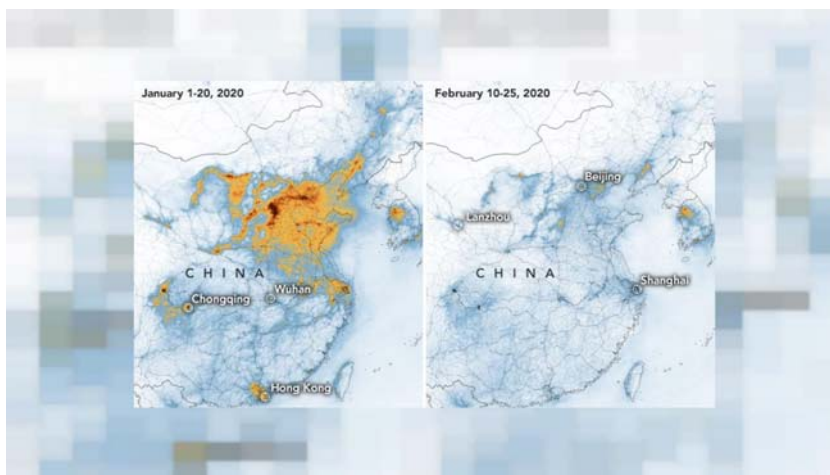 January 1-20, 2020
CHINA
Chongqing
Wuhan
Hong Kong
February 10-25, 2020
Beijing
Lanzhou
CHINA
Shanghai